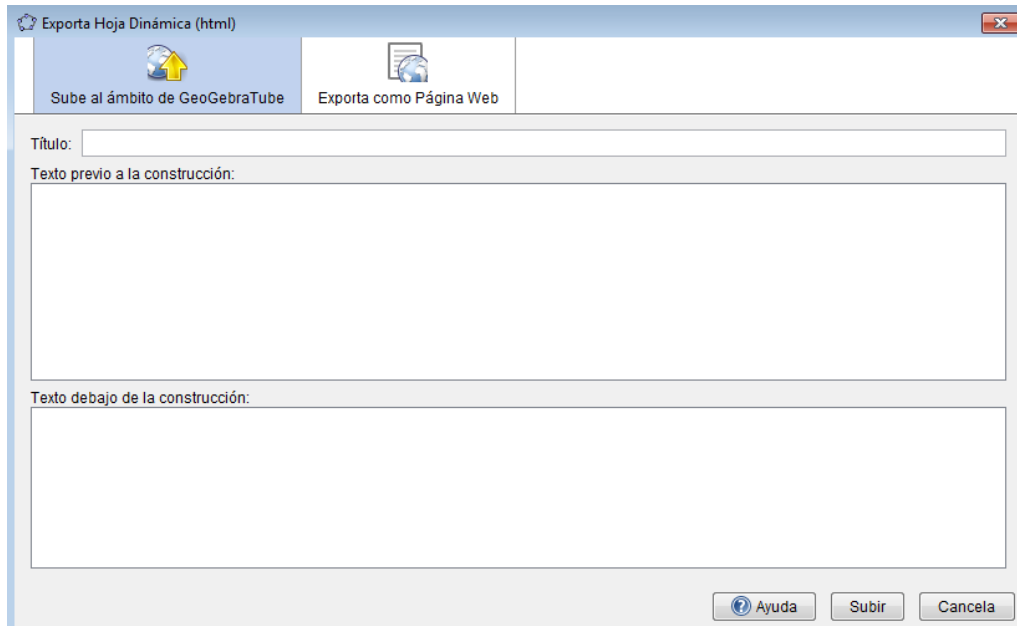 Exporta Hoja Dinámica (html)
Sube al ámbito de GeoGebraTube
Exporta como Página Web
Título:
Texto previo a la construcción:
Texto debajo de la construcción:
Ayuda
Subir
Cancela